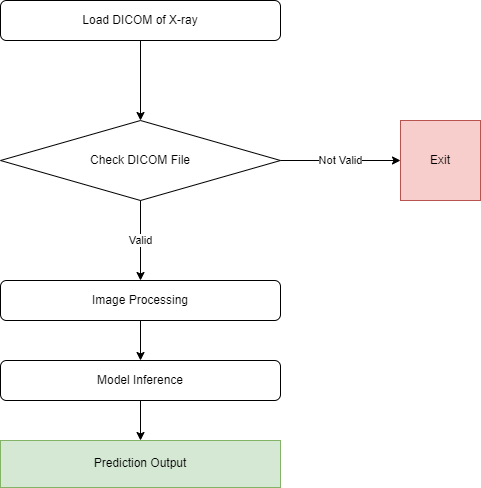 Load DICOM of X-ray
Check DICOM File
Not Valid
Exit
Valid
Image Processing
Model Inference
Prediction Output